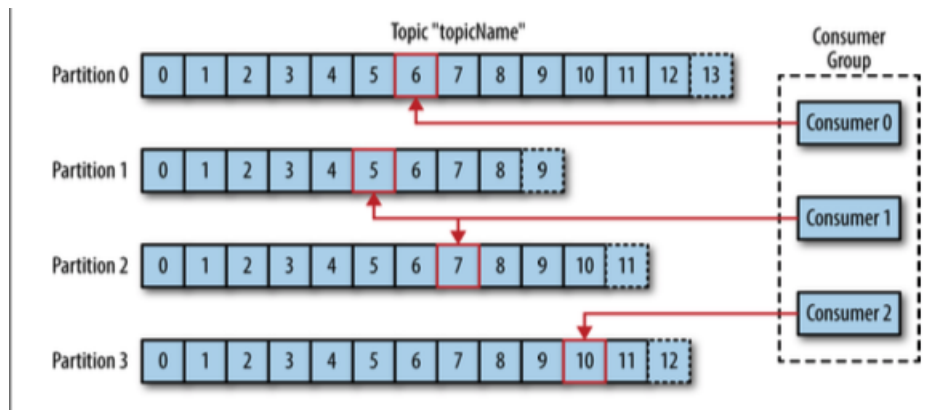 Topic "topicName"
Consumer
Group
Partition 0 0 1 2 3 4 5 6 7 8 9 10 11 12 13
Consumer 0
Partition 1 0 1 2 3 4 5 6 7 8 9
Consumer 1
Partition 2 0 1 2 3 4 5 6 7 8 9 10 11
Consumer 2
Partition 3 0 1 2 3 4 5 6 7 8 9 10 11 12